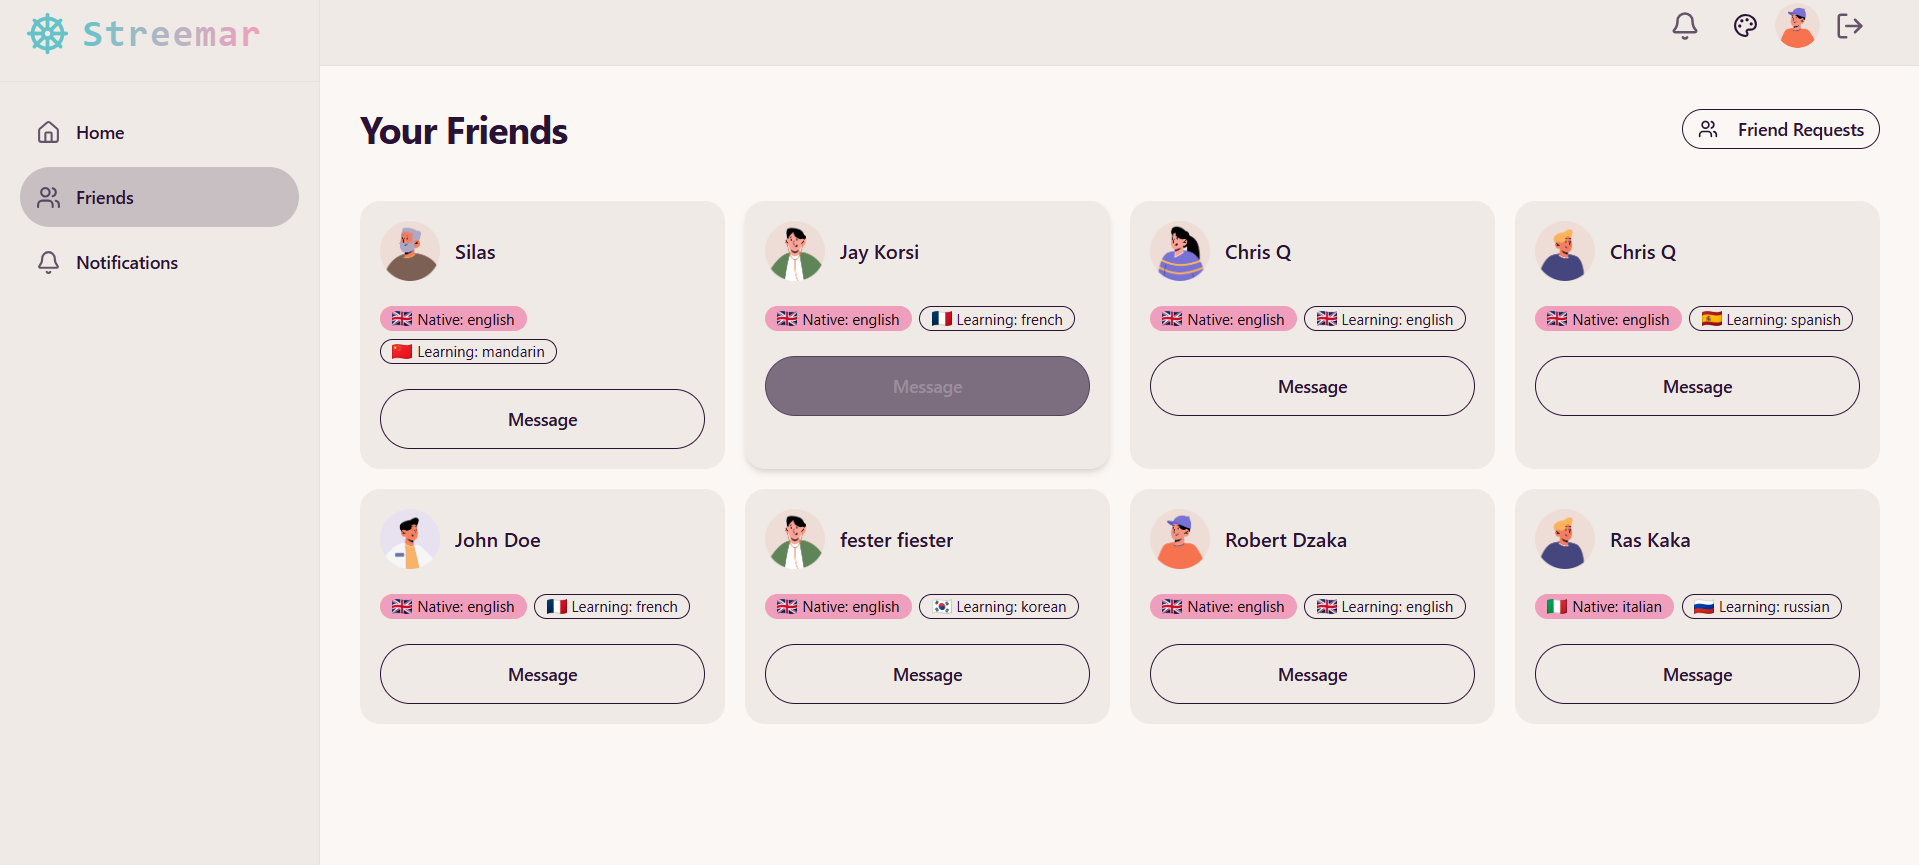 Streemar
Home
Friends
Notifications
Your Friends
Friend Requests
Silas
Native: english
Learning: mandarin
Message
Jay Korsi
Native: english
Learning: french
Message
Chris Q
Native: english
Learning: english
Message
Chris Q
Native: english
Learning: spanish
Message
John Doe
Native: english
Learning: french
Message
fester fiester
Native: english
Learning: korean
Message
Robert Dzaka
Native: english
Learning: english
Message
Ras Kaka
Native: italian
Learning: russian
Message